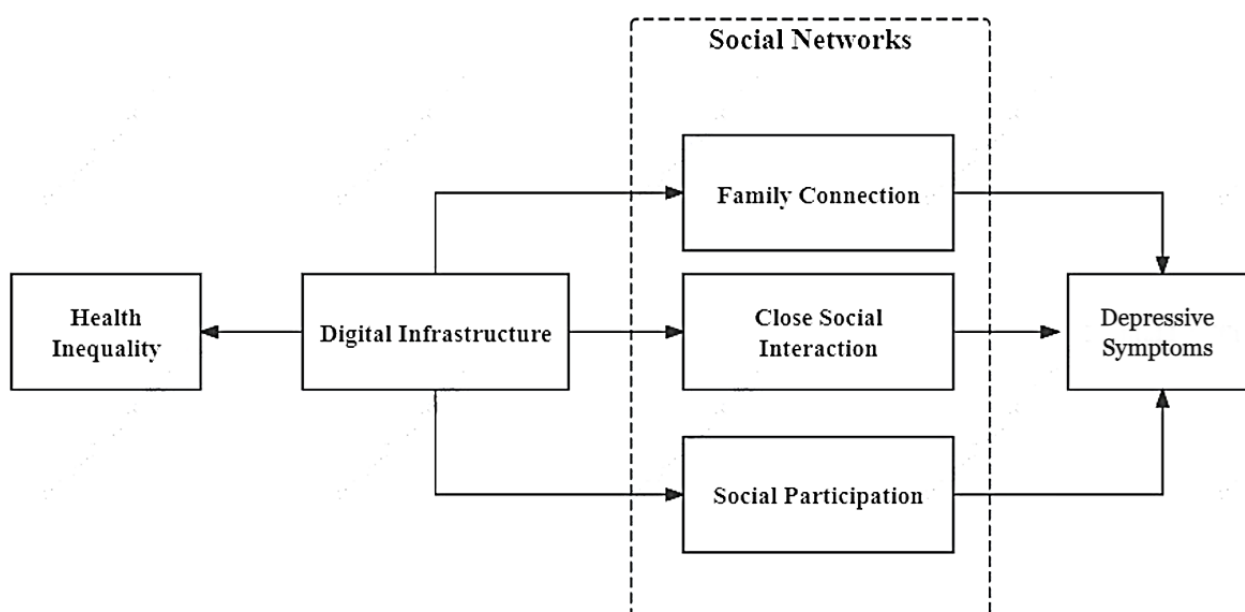 Social Networks
Family Connection
Health
Inequality
Digital Infrastructure
Close Social
Interaction
Depressive
Symptoms
Social Participation